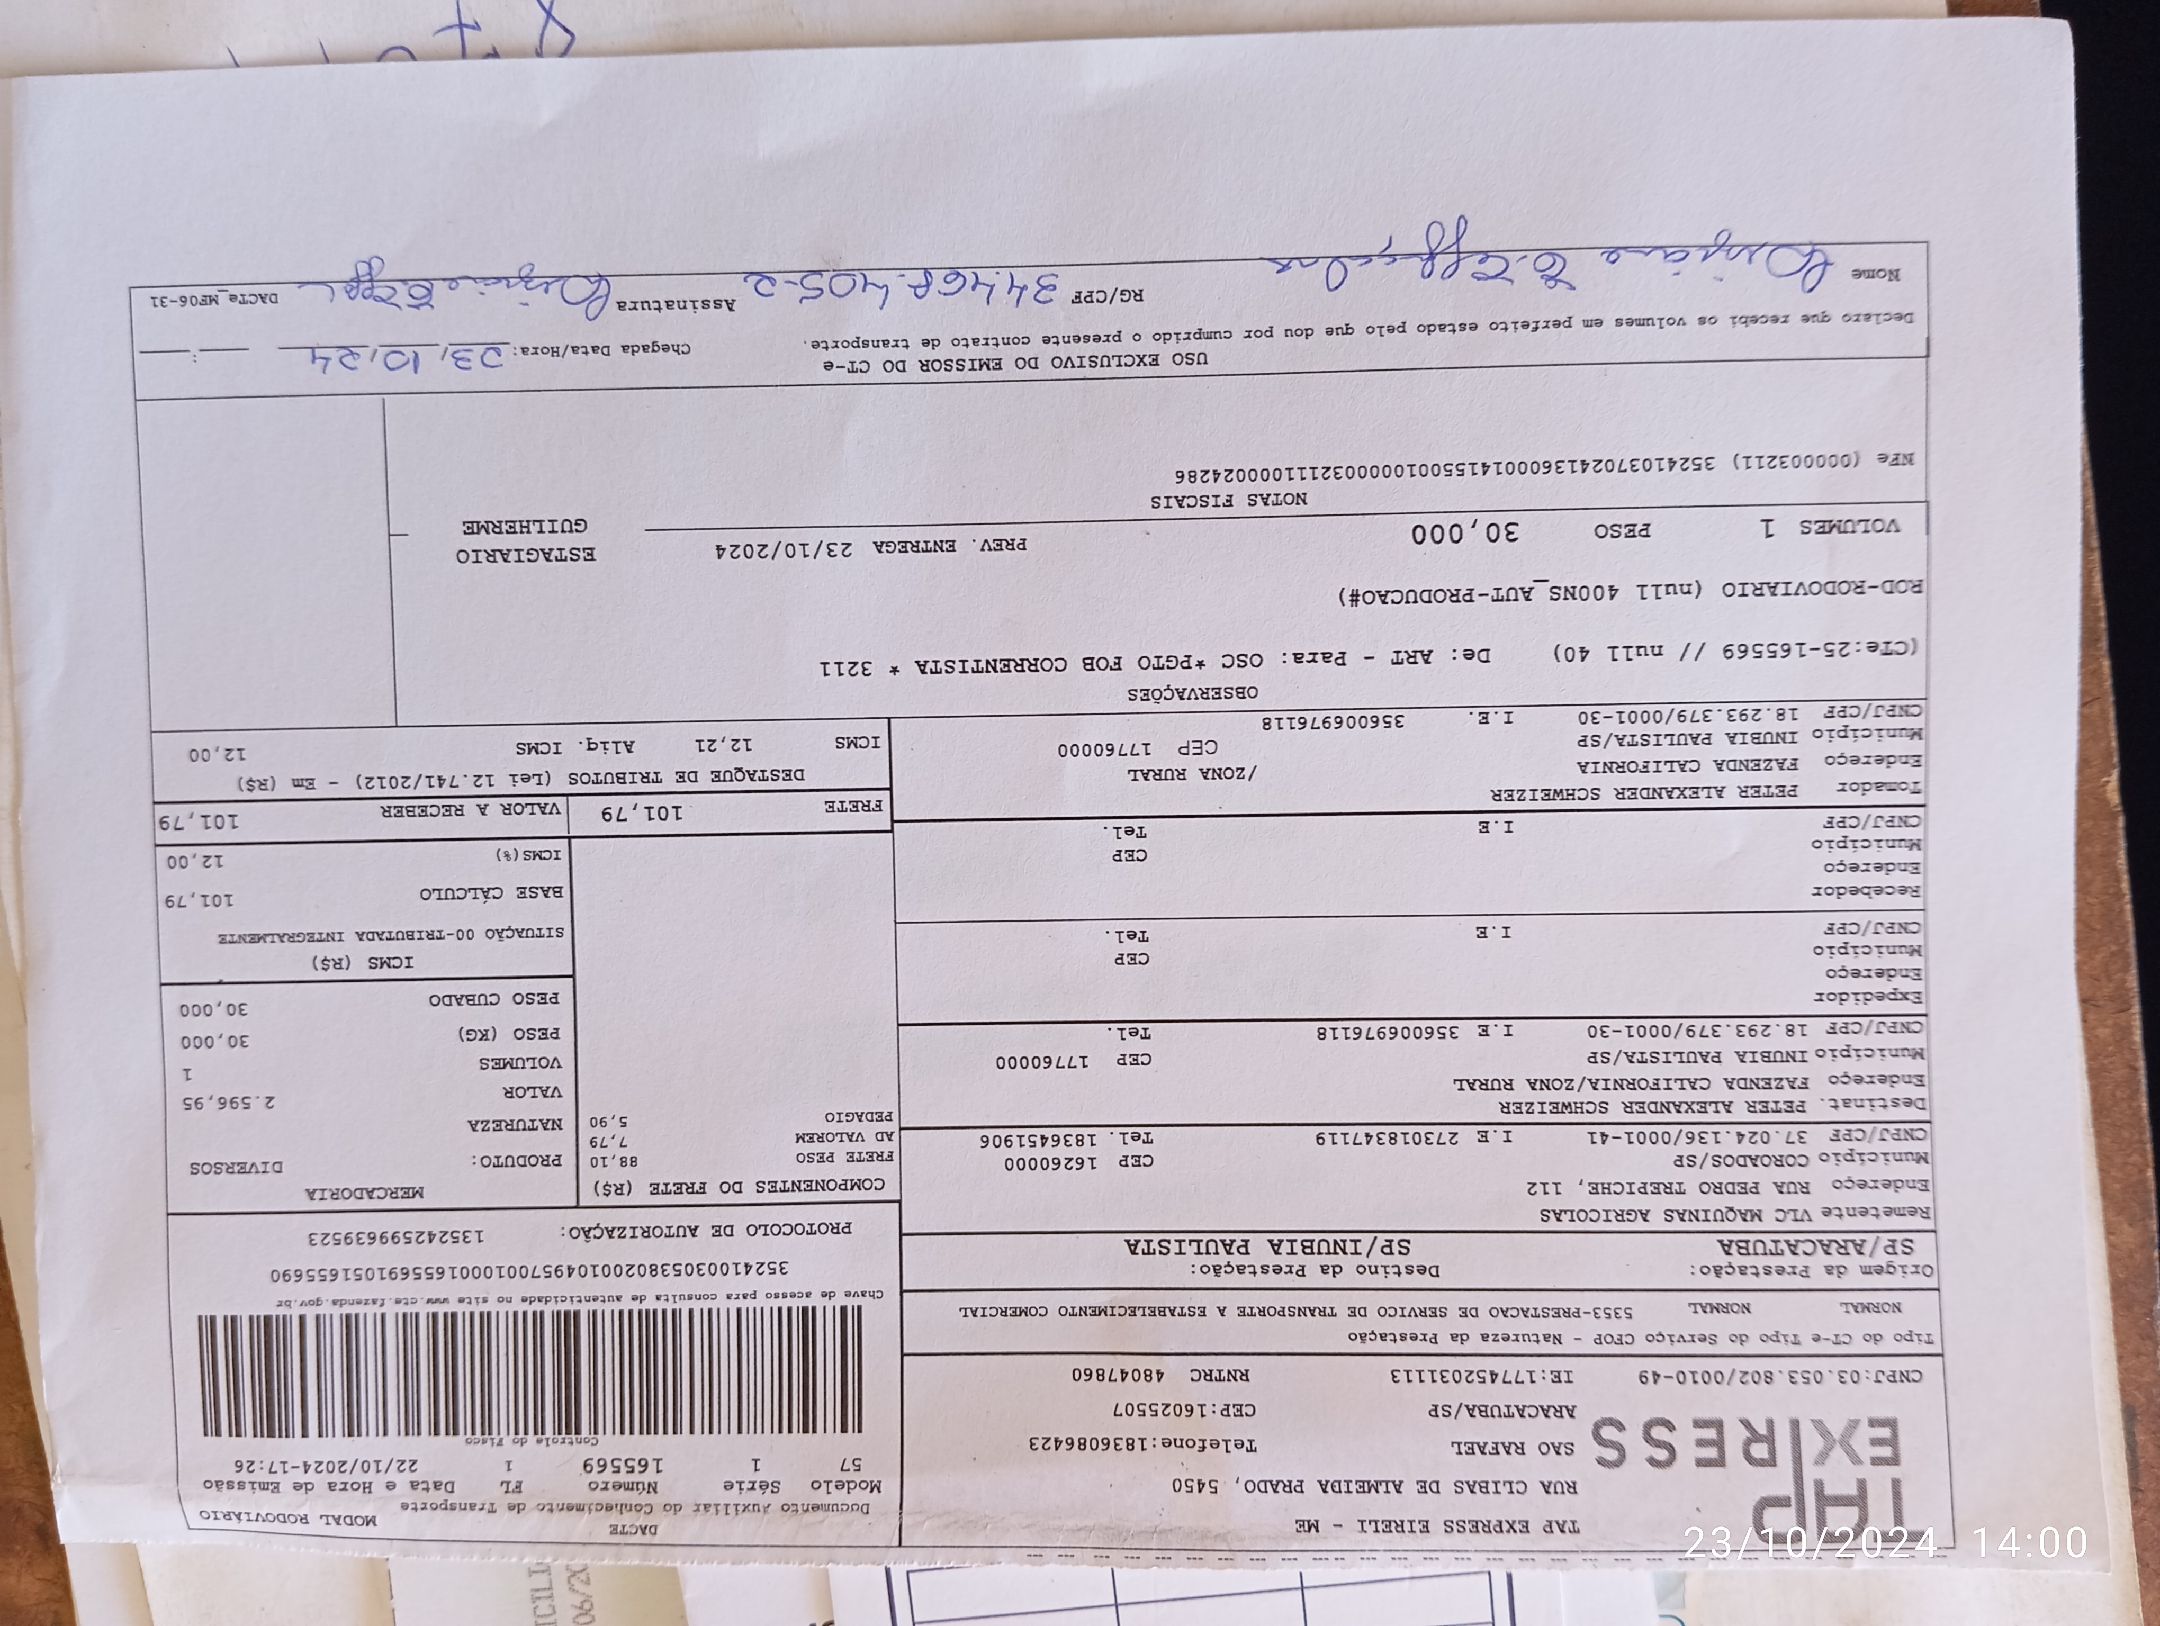 TAP
EXPRESS
TAP EXPRESS EIRELI - ME
RUA CLIBAS DE ALMEIDA PRADO, 5450
SAO RAFAEL Telefone:1836086423
ARACATUBA/SP CEP:16025507
CNPJ:03.053.802/0010-49 IE:177452031113 RNTRC 48047860
DACTE
Documento Auxiliar do Conhecimento de Transporte MODAL RODOVIÁRIO
Modelo Série Número FL Data e Hora de Emissão
57 1 165569 1 22/10/2024-17:26
Controle do Fisco
Chave de acesso para consulta de autenticidade no site www.cte.fazenda.gov.br
35241003053802001049570010001655691051655690
PROTOCOLO DE AUTORIZAÇÃO: 135242599639523
Tipo do CT-e Tipo do Serviço CFOP - Natureza da Prestação
NORMAL NORMAL 5353-PRESTACAO DE SERVICO DE TRANSPORTE A ESTABELECIMENTO COMERCIAL
Origem da Prestação: Destino da Prestação:
SP/ARACATUBA SP/INUBIA PAULISTA
Remetente VLC MAQUINAS AGRICOLAS
Endereço RUA PEDRO TREPICHE, 112
Município COROADOS/SP CEP 16260000
CNPJ/CPF 37.024.136/0001-41 I.E 273018347119 Tel. 1836451906
Destinat. PETER ALEXANDER SCHWEIZER
Endereço FAZENDA CALIFORNIA/ZONA RURAL
Município INUBIA PAULISTA/SP CEP 17760000
CNPJ/CPF 18.293.379/0001-30 I.E 356006976118 Tel.
Expedidor
Endereço
Município CEP
CNPJ/CPF I.E Tel.
Recebedor
Endereço
Município CEP
CNPJ/CPF I.E Tel.
Tomador PETER ALEXANDER SCHWEIZER
Endereço FAZENDA CALIFORNIA /ZONA RURAL
Município INUBIA PAULISTA/SP CEP 17760000
CNPJ/CPF 18.293.379/0001-30 I.E. 356006976118
COMPONENTES DO FRETE (R$)
FRETE PESO 88,10
AD VALOREM 7,79
PEDAGIO 5,90
MERCADORIA
PRODUTO: DIVERSOS
NATUREZA
VALOR 2.596,95
VOLUMES 1
PESO (KG) 30,000
PESO CUBADO 30,000
ICMS (R$)
SITUAÇÃO 00-TRIBUTADA INTEGRALMENTE
BASE CÁLCULO 101,79
ICMS(%) 12,00
FRETE 101,79 VALOR A RECEBER 101,79
DESTAQUE DE TRIBUTOS (Lei 12.741/2012) - Em (R$)
ICMS 12,21 Aliq. ICMS 12,00
OBSERVAÇÕES
(CTe:25-165569 // null 40) De: ART - Para: OSC *PGTO FOB CORRENTISTA * 3211
ROD-RODOVIARIO (null 400NS_AUT-PRODUCAO#)
VOLUMES 1 PESO 30,000 PREV. ENTREGA 23/10/2024
ESTAGIARIO
GUILHERME
NOTAS FISCAIS
NFe (000003211) 35241037024136000141550010000032111000024286
USO EXCLUSIVO DO EMISSOR DO CT-e
Declaro que recebi os volumes em perfeito estado pelo que dou por cumprido o presente contrato de transporte.
Chegada Data/Hora: 23/10/24 __:__
Nome RG/CPF Assinatura DACTe_MF06-31
23/10/2024 14:00